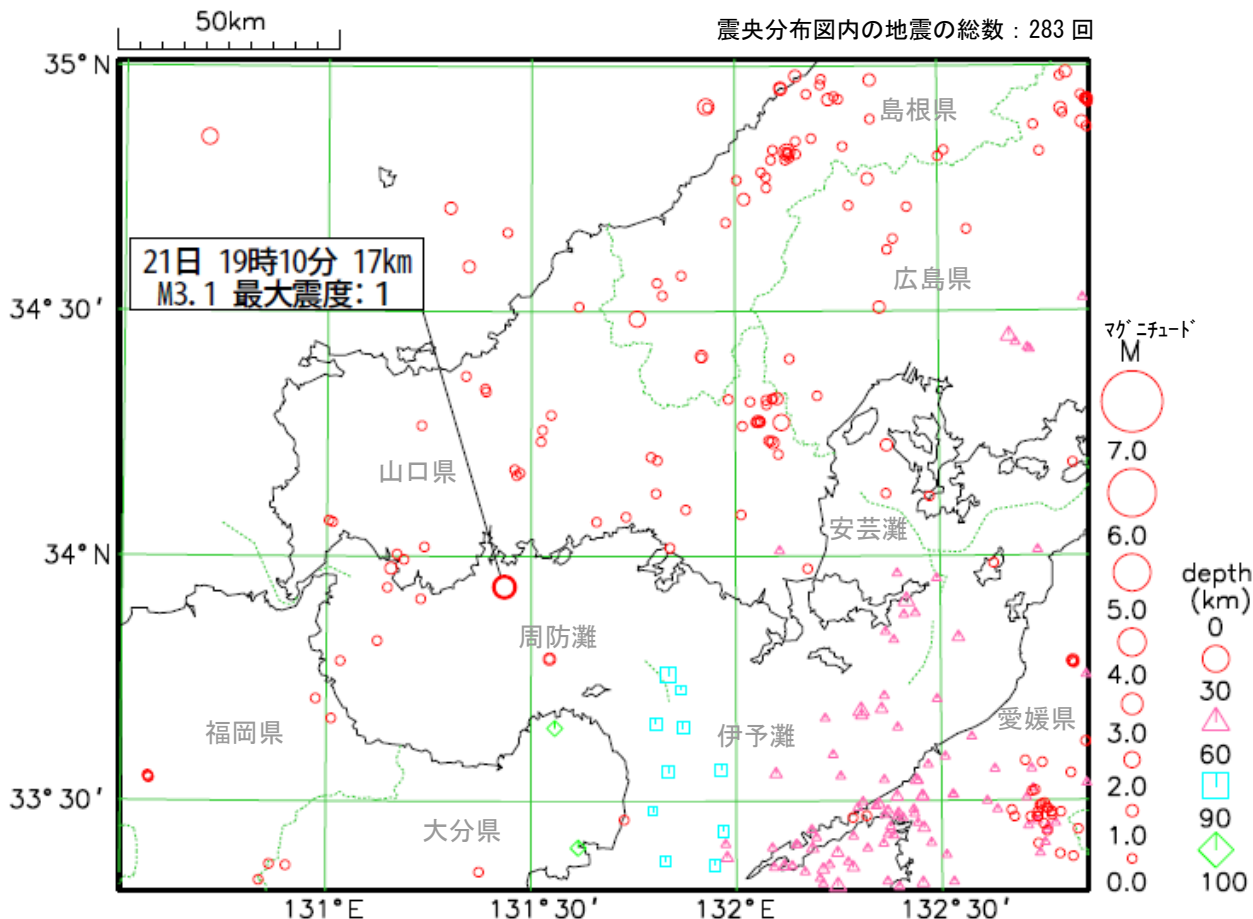 50km
震央分布図内の地震の総数：283 回
35°N
島根県
21日 19時10分 17km
M3.1 最大震度：1
広島県
34°30′
ﾏｸﾞﾆﾁｭｰﾄﾞ
M
7.0
山口県
6.0
安芸灘
34°N
depth
(km)
5.0
0
周防灘
4.0
30
福岡県
伊予灘
愛媛県
3.0
60
2.0
33°30′
大分県
90
1.0
0.0
100
131°E
131°30′
132°E
132°30′